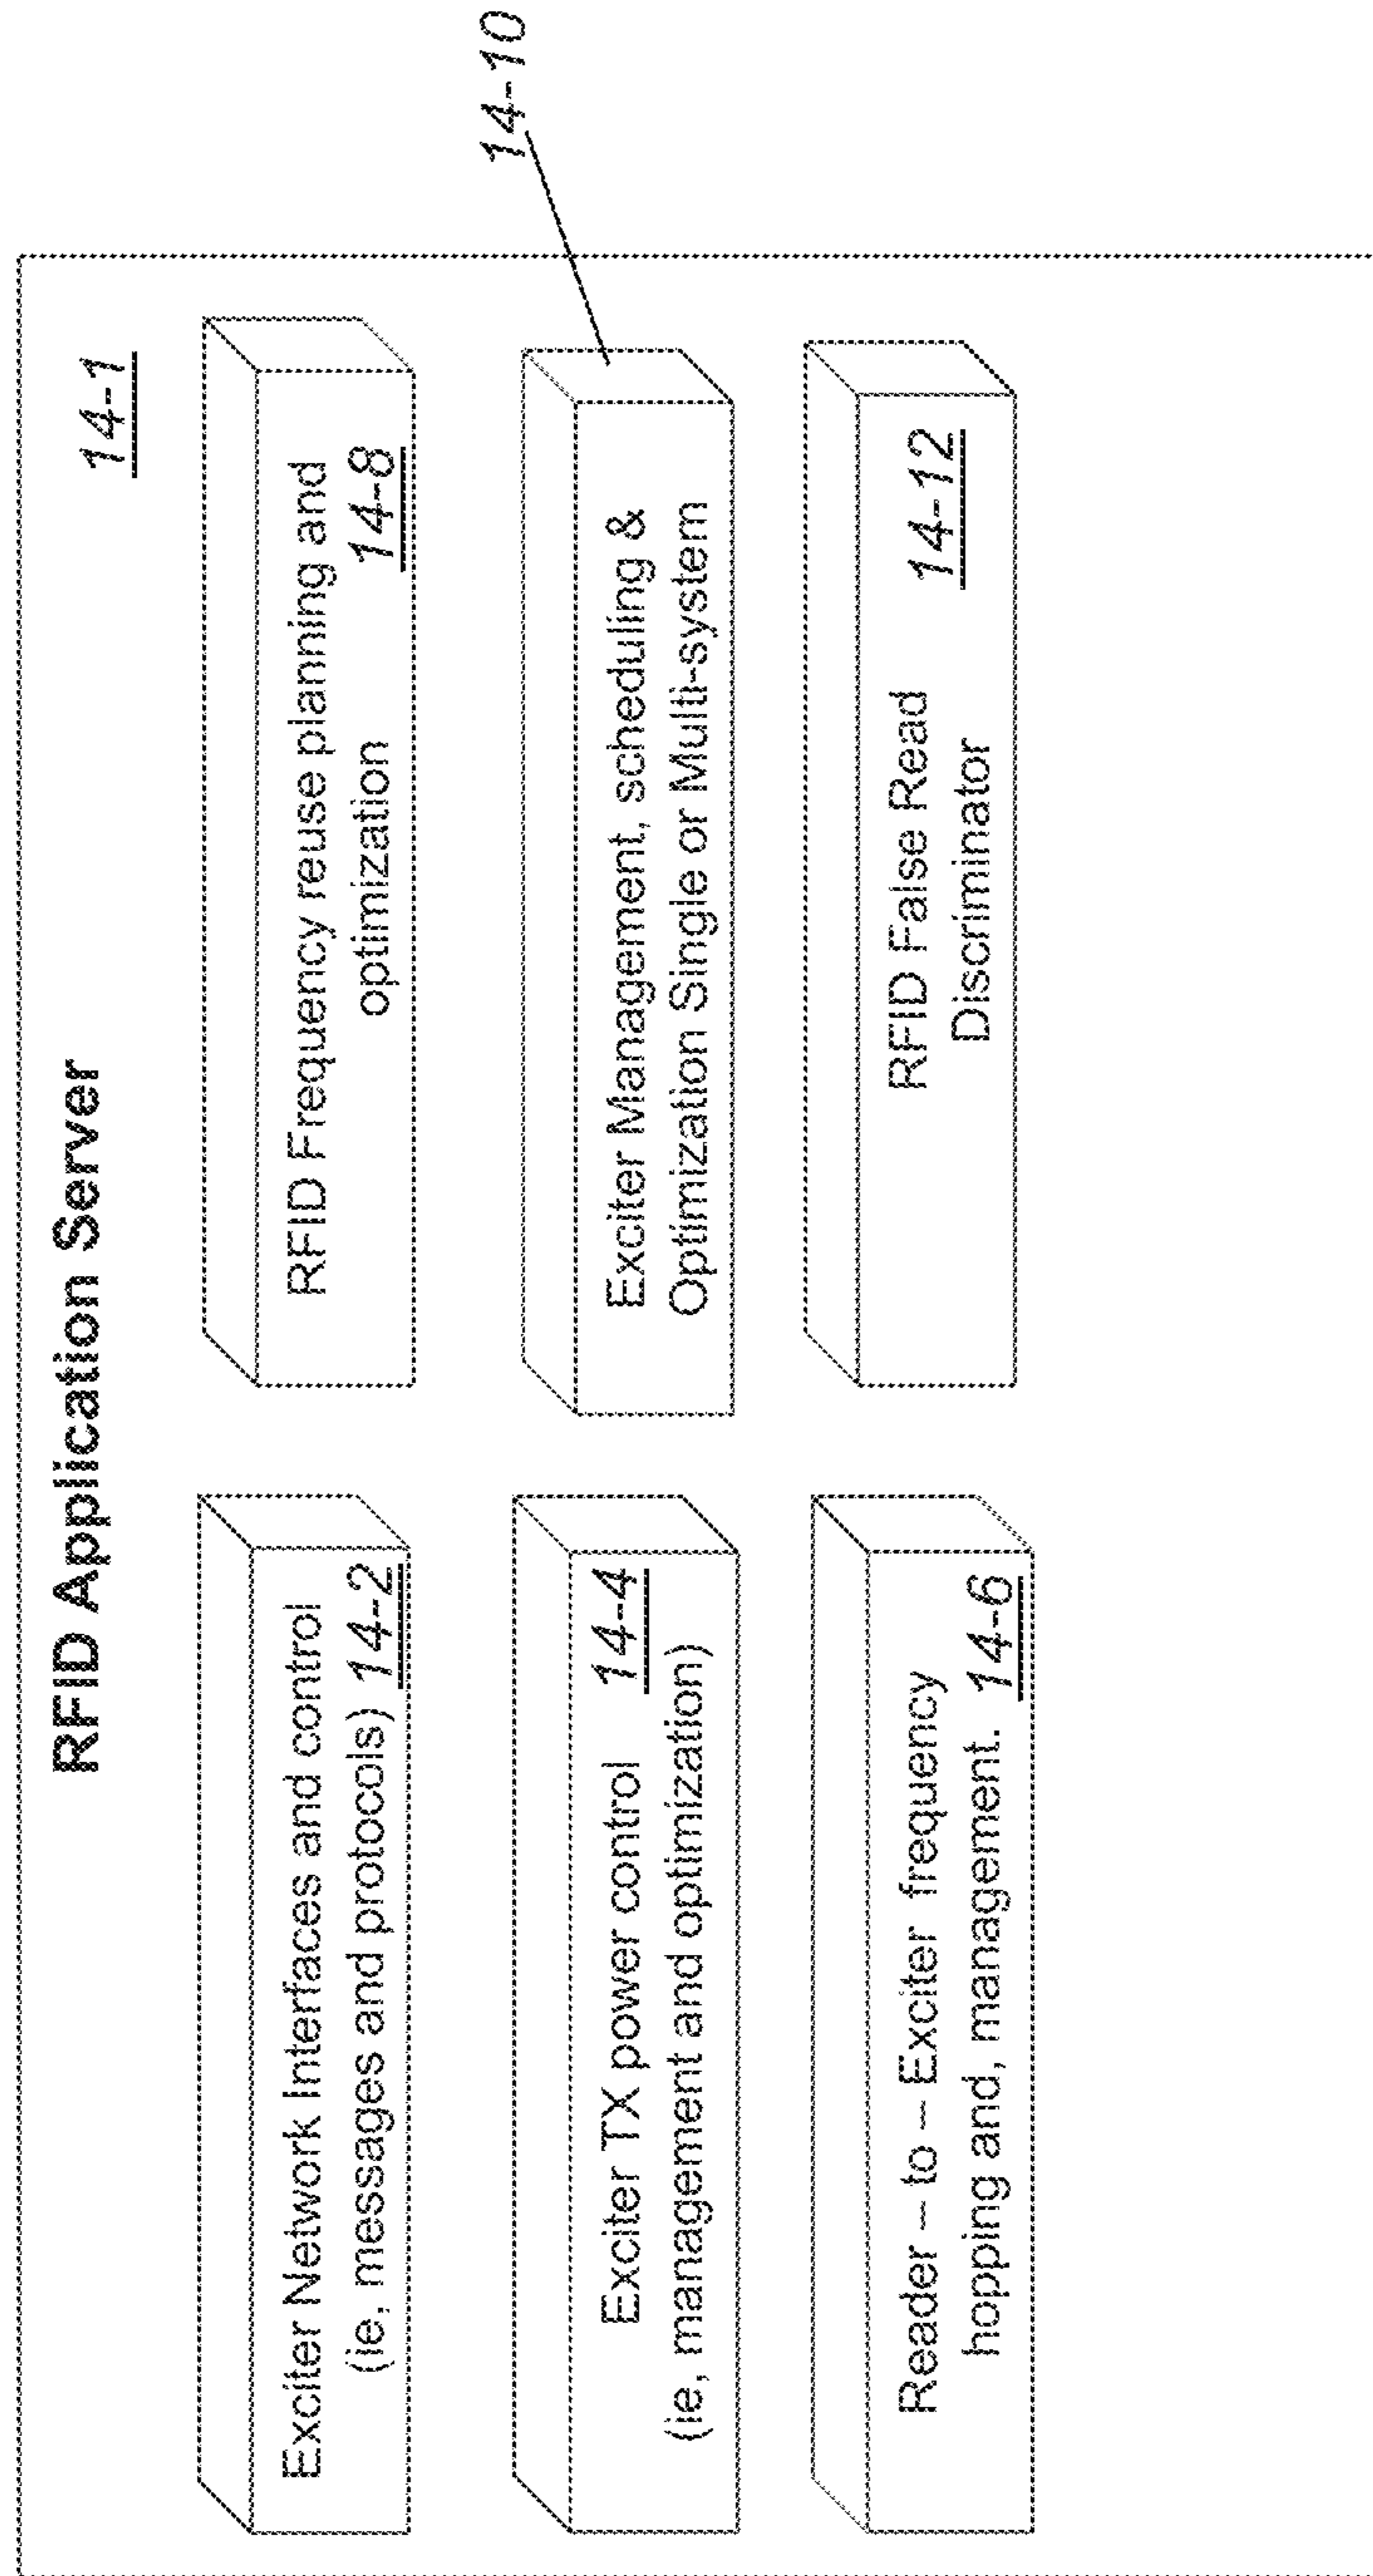 RFID Application Server
14-1
Exciter Network Interfaces and control
(ie, messages and protocols) 14-2
Exciter TX power control 14-4
(ie, management and optimization)
Reader – to – Exciter frequency
hopping and, management. 14-6
RFID Frequency reuse planning and
optimization 14-8
Exciter Management, scheduling &
Optimization Single or Multi-system
14-10
RFID False Read
Discriminator 14-12